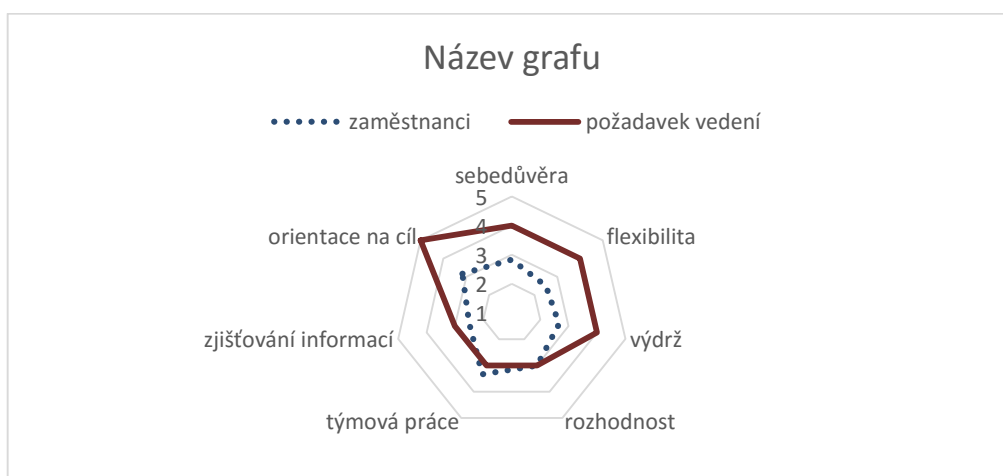 Název grafu
zaměstnanci
požadavek vedení
sebedůvěra
5
4
3
2
1
orientace na cíl
flexibilita
zjišťování informací
výdrž
týmová práce
rozhodnost